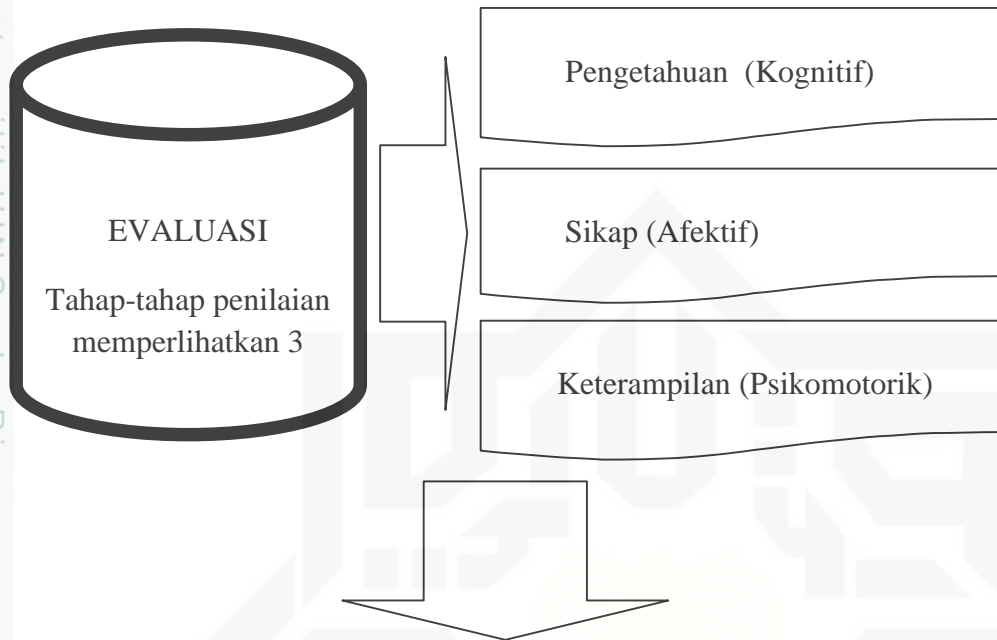 Pengetahuan (Kognitif)
EVALUASI
Tahap-tahap penilaian
memperlihatkan 3
Sikap (Afektif)
Keterampilan (Psikomotorik)